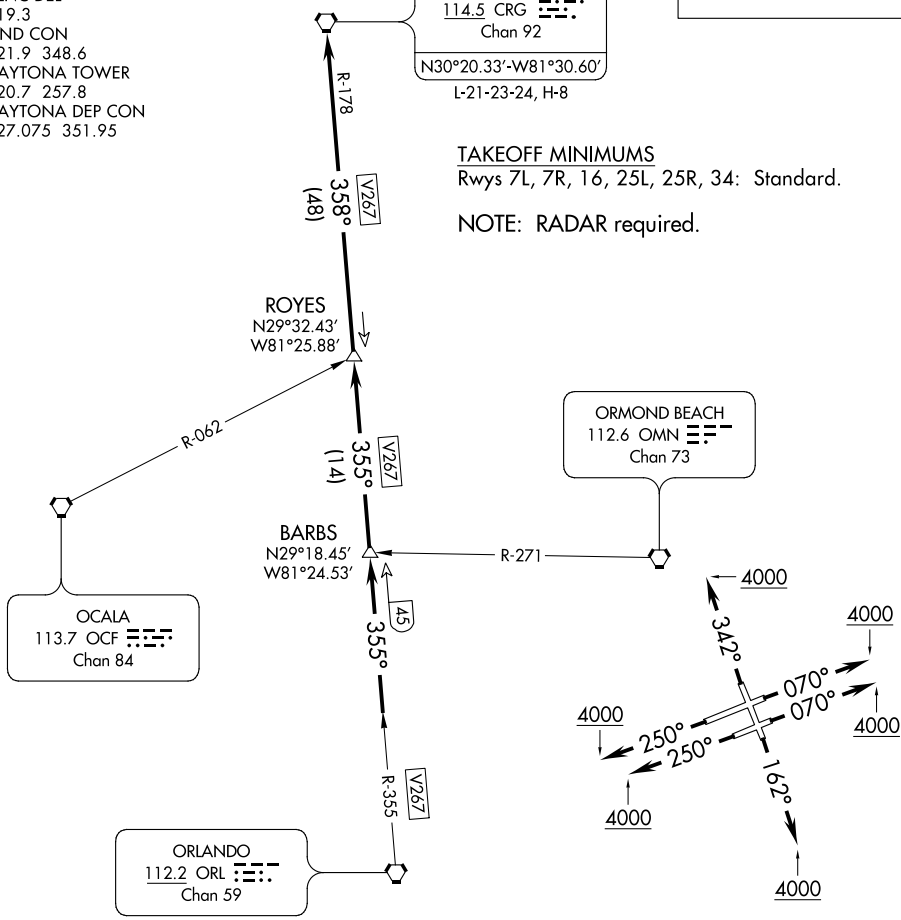 19.3
ND CON
21.9 348.6
AYTONA TOWER
20.7 257.8
AYTONA DEP CON
27.075 351.95
114.5 CRG
Chan 92
N30°20.33'-W81°30.60'
L-21-23-24, H-8
TAKEOFF MINIMUMS
Rwys 7L, 7R, 16, 25L, 25R, 34: Standard.
NOTE: RADAR required.
R-178
V267
358°
(48)
ROYES
N29°32.43'
W81°25.88'
R-062
V267
355°
(14)
ORMOND BEACH
112.6 OMN
Chan 73
BARBS
N29°18.45'
W81°24.53'
R-271
45
355°
OCALA
113.7 OCF
Chan 84
V267
R-355
ORLANDO
112.2 ORL
Chan 59
4000
342°
4000
070°
070°
4000
4000
250°
250°
4000
162°
4000